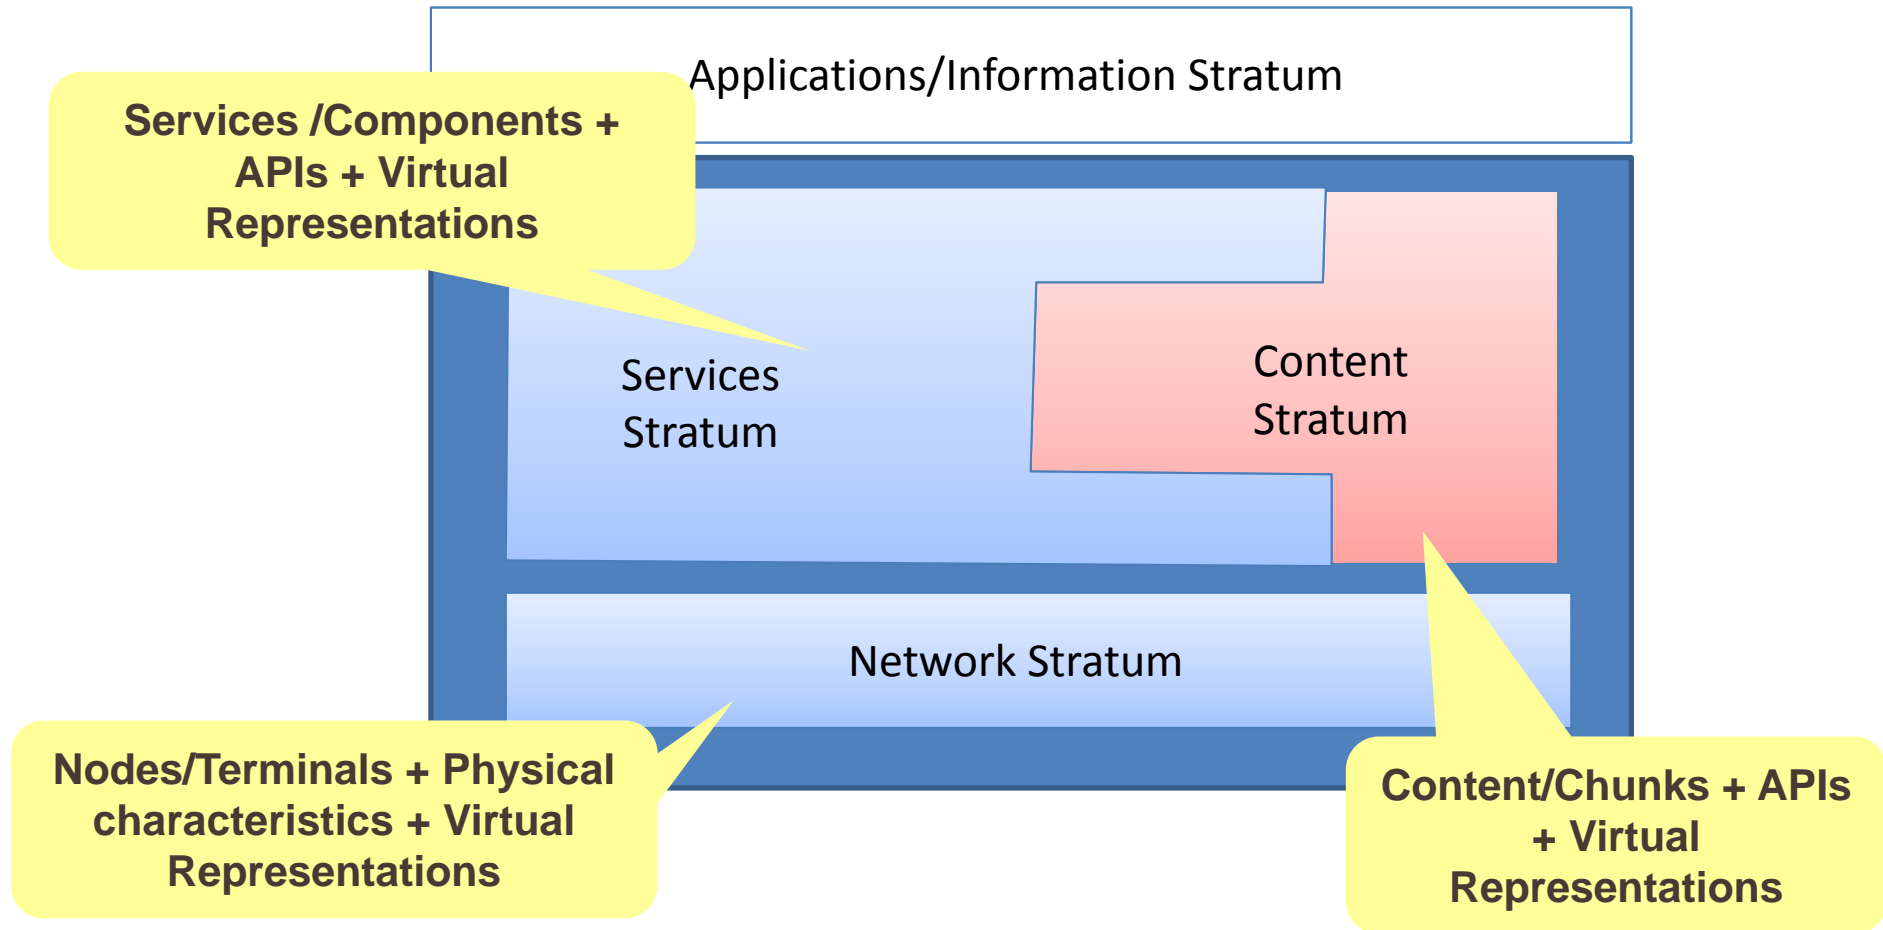 Applications/Information Stratum
Services /Components +
APIs + Virtual
Representations
Services
Stratum
Content
Stratum
Network Stratum
Nodes/Terminals + Physical
characteristics + Virtual
Representations
Content/Chunks + APIs
+ Virtual
Representations